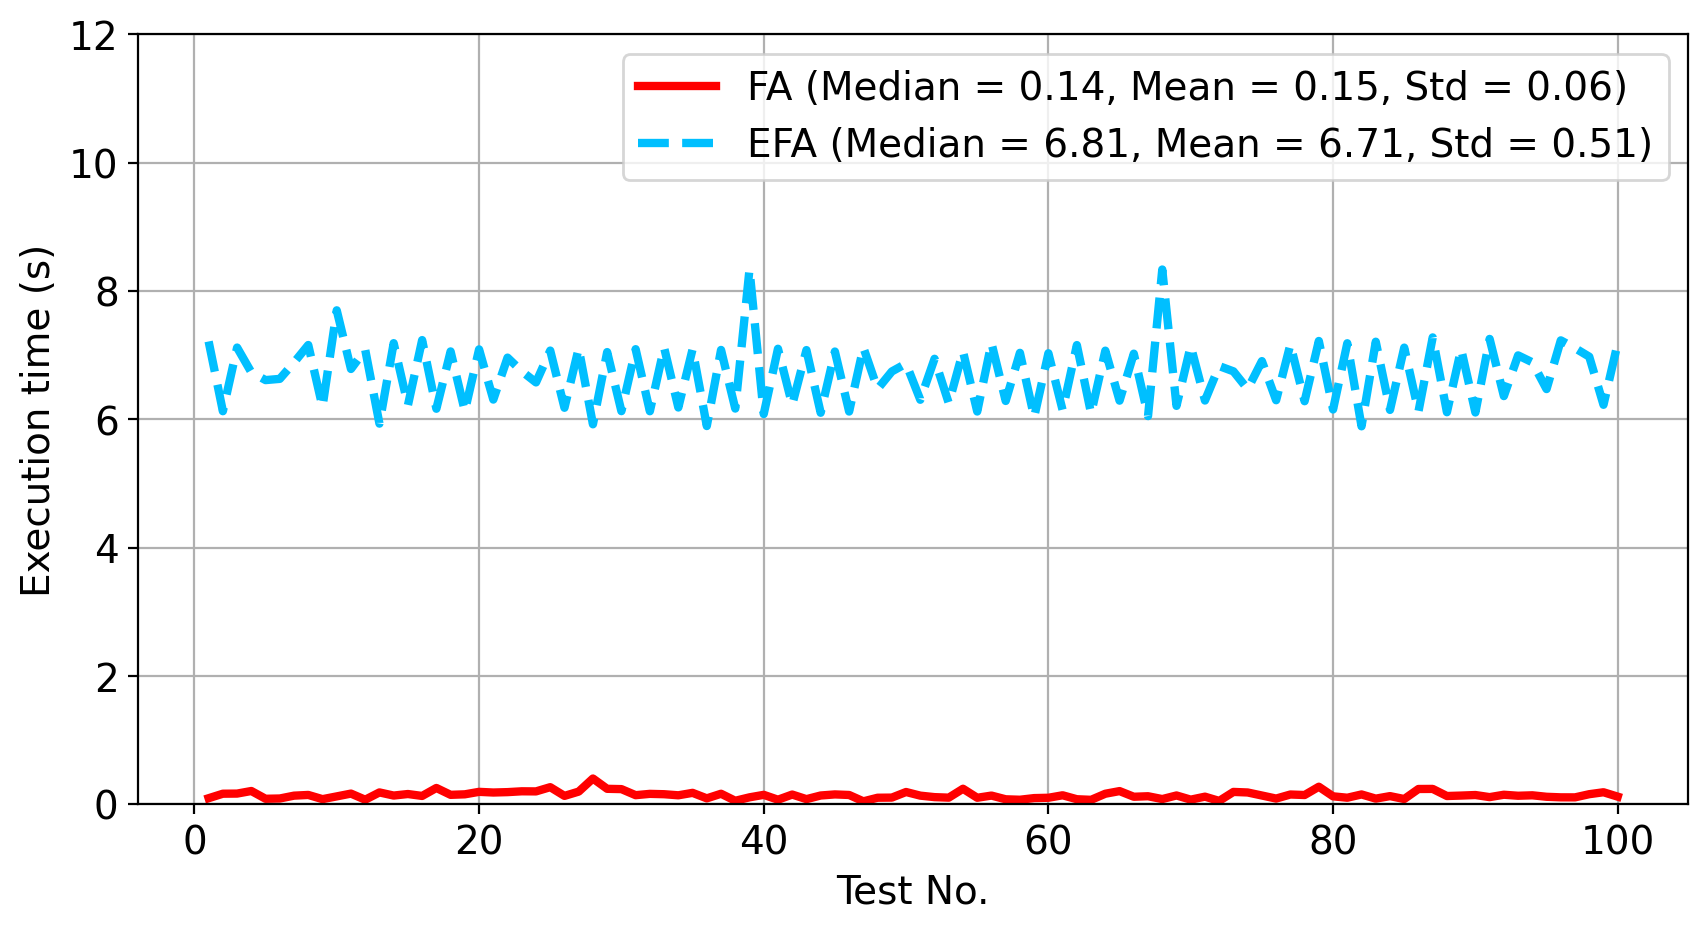 12
10
8
6
4
2
0
Execution time (s)
FA (Median = 0.14, Mean = 0.15, Std = 0.06)
EFA (Median = 6.81, Mean = 6.71, Std = 0.51)
0 20 40 60 80 100
Test No.